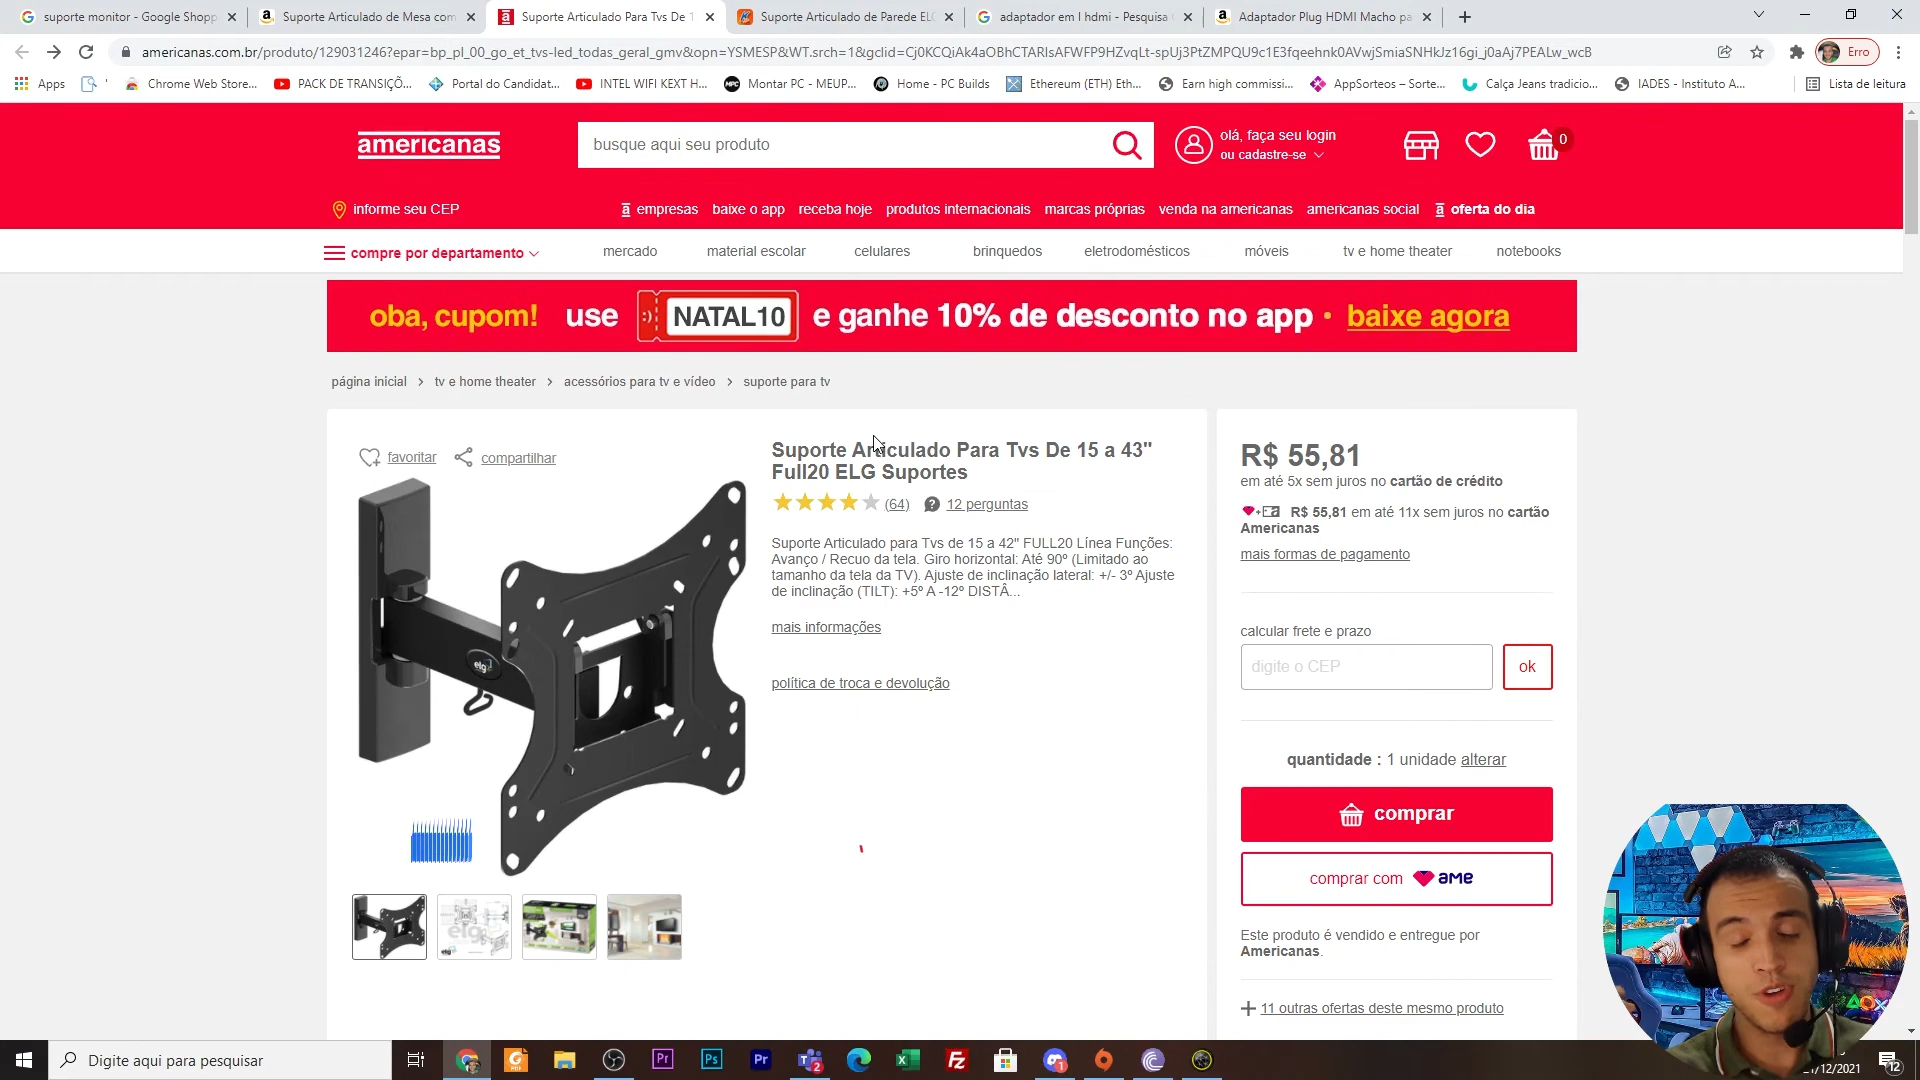 suporte monitor - Google Shopp
Suporte Articulado de Mesa com
Suporte Articulado Para Tvs De 1
Suporte Articulado de Parede ELG
adaptador em l hdmi - Pesquisa
Adaptador Plug HDMI Macho pa
americanas.com.br/produto/129031246?epar=bp_pl_00_go_et_tvs-led_todas_geral_gmv&opn=YSMESP&WT.srch=1&gclid=Cj0KCQiAk4aOBhCTARIsAFWFP9HZvqLt-spUj3PtZMPQU9c1E3fqeehnk0AVwjSmiaSNHkJz16gi_j0aAj7PEALw_wcB
Erro
Apps
Chrome Web Store...
PACK DE TRANSIÇÕ...
Portal do Candidat...
INTEL WIFI KEXT H...
Montar PC - MEUP...
Home - PC Builds
Ethereum (ETH) Eth...
Earn high commissi...
AppSorteos – Sorte...
Calça Jeans tradicio...
IADES - Instituto A...
Lista de leitura
americanas
busque aqui seu produto
olá, faça seu login
ou cadastre-se
0
informe seu CEP
empresas
baixe o app
receba hoje
produtos internacionais
marcas próprias
venda na americanas
americanas social
oferta do dia
compre por departamento
mercado
material escolar
celulares
brinquedos
eletrodomésticos
móveis
tv e home theater
notebooks
oba, cupom! use NATAL10 e ganhe 10% de desconto no app · baixe agora
página inicial > tv e home theater > acessórios para tv e vídeo > suporte para tv
favoritar
compartilhar
elg
Suporte Articulado Para Tvs De 15 a 43"
Full20 ELG Suportes
(64)
12 perguntas
Suporte Articulado para Tvs de 15 a 42" FULL20 Línea Funções:
Avanço / Recuo da tela. Giro horizontal: Até 90º (Limitado ao
tamanho da tela da TV). Ajuste de inclinação lateral: +/- 3º Ajuste
de inclinação (TILT): +5º A -12º DISTÂ...
mais informações
política de troca e devolução
R$ 55,81
em até 5x sem juros no cartão de crédito
R$ 55,81 em até 11x sem juros no cartão
Americanas
mais formas de pagamento
calcular frete e prazo
digite o CEP
ok
quantidade : 1 unidade alterar
comprar
comprar com ame
Este produto é vendido e entregue por
Americanas.
11 outras ofertas deste mesmo produto
Digite aqui para pesquisar
/12/2021
12